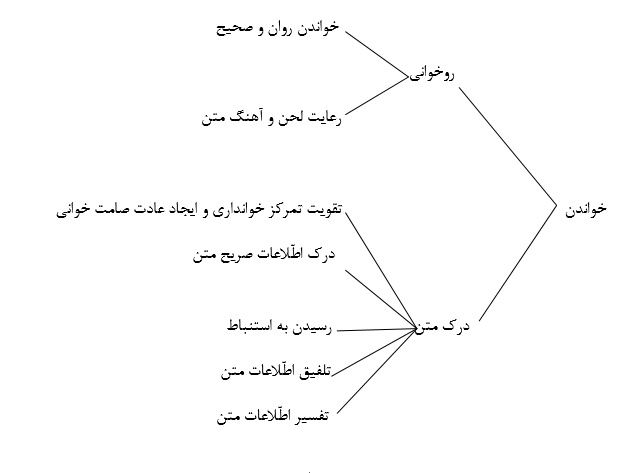 خواندن روان و صحیح
روخوانی
رعایت لحن و آهنگ متن
خواندن
تقویت تمرکز خوانداری و ایجاد عادت صامت خوانی
درک اطّلاعات صریح متن
درک متن
رسیدن به استنباط
تلفیق اطّلاعات متن
تفسیر اطّلاعات متن